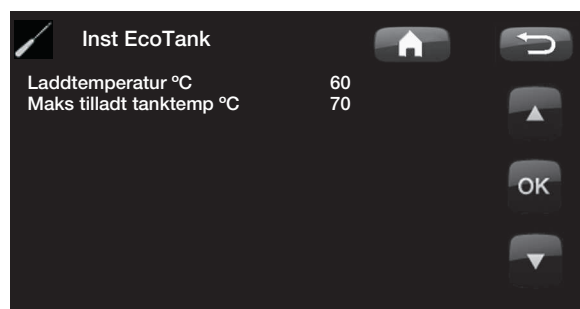 Inst EcoTank
Laddtemperatur ºC 60
Maks tilladt tanktemp ºC 70
OK